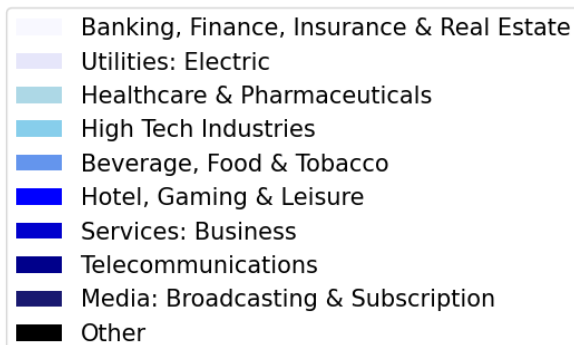 Banking, Finance, Insurance & Real Estate
Utilities: Electric
Healthcare & Pharmaceuticals
High Tech Industries
Beverage, Food & Tobacco
Hotel, Gaming & Leisure
Services: Business
Telecommunications
Media: Broadcasting & Subscription
Other